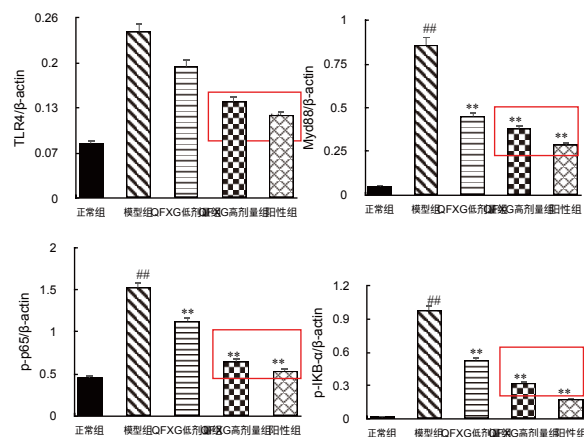 TLR4/β-actin
0.26
0.2
0.13
0.07
0
正常组
模型组
QFXG低剂量组
QFXG高剂量组
阳性组
Myd88/β-actin
1
0.75
0.5
0.25
0
##
**
**
**
正常组
模型组
QFXG低剂量组
QFXG高剂量组
阳性组
p-p65/β-actin
2
1.5
1
0.5
0
##
**
**
**
正常组
模型组
QFXG低剂量组
QFXG高剂量组
阳性组
p-IKB-α/β-actin
1.2
0.9
0.6
0.3
0
##
**
**
**
正常组
模型组
QFXG低剂量组
QFXG高剂量组
阳性组